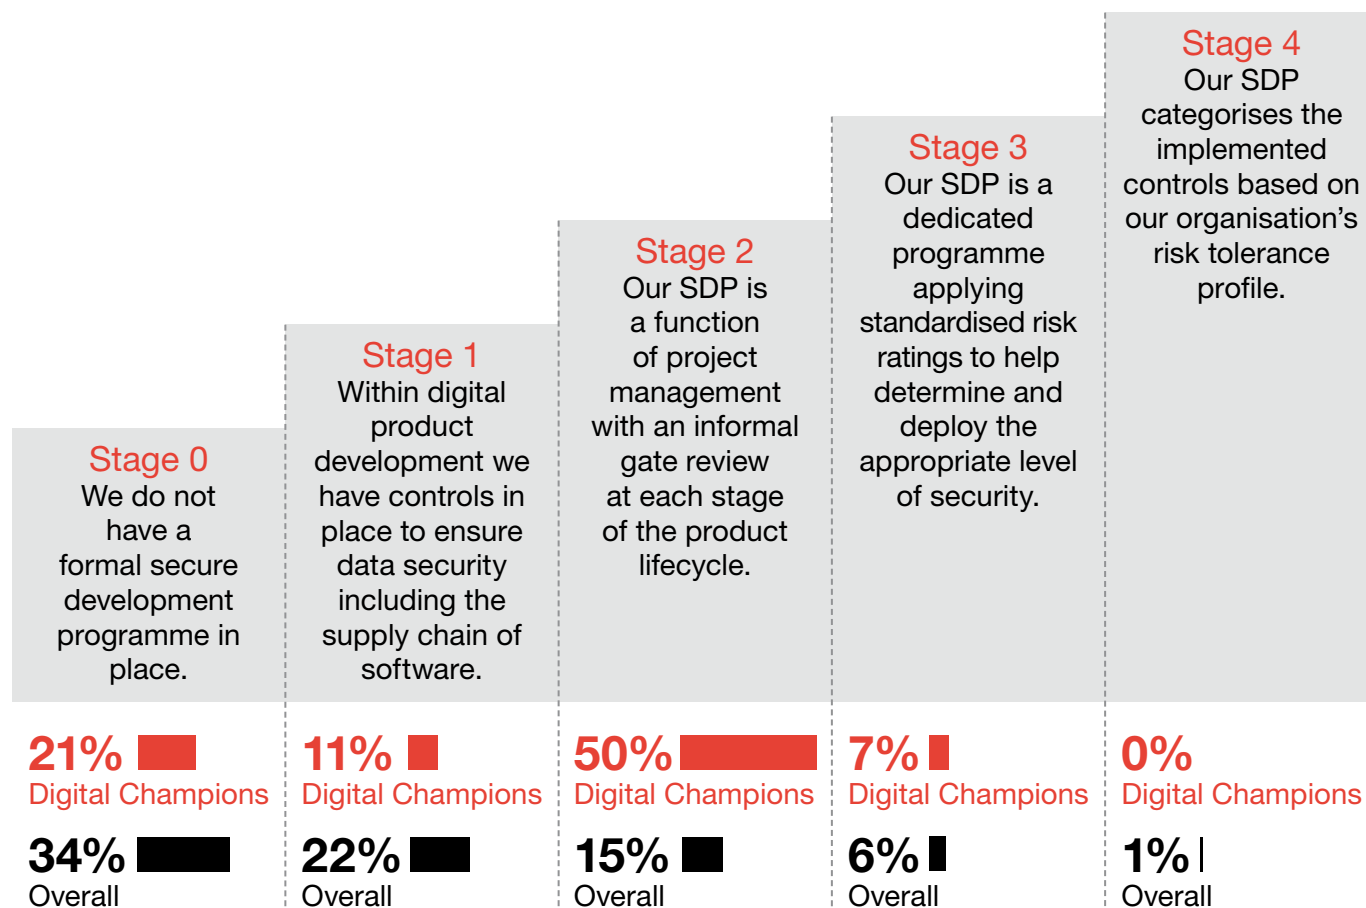 Stage 0
We do not
have a
formal secure
development
programme in
place.
Stage 1
Within digital
product
development we
have controls in
place to ensure
data security
including the
supply chain of
software.
Stage 2
Our SDP is
a function
of project
management
with an informal
gate review
at each stage
of the product
lifecycle.
Stage 3
Our SDP is a
dedicated
programme
applying
standardised risk
ratings to help
determine and
deploy the
appropriate level
of security.
Stage 4
Our SDP
categorises the
implemented
controls based on
our organisation’s
risk tolerance
profile.
21%
Digital Champions
34%
Overall
11%
Digital Champions
22%
Overall
50%
Digital Champions
15%
Overall
7%
Digital Champions
6%
Overall
0%
Digital Champions
1%
Overall